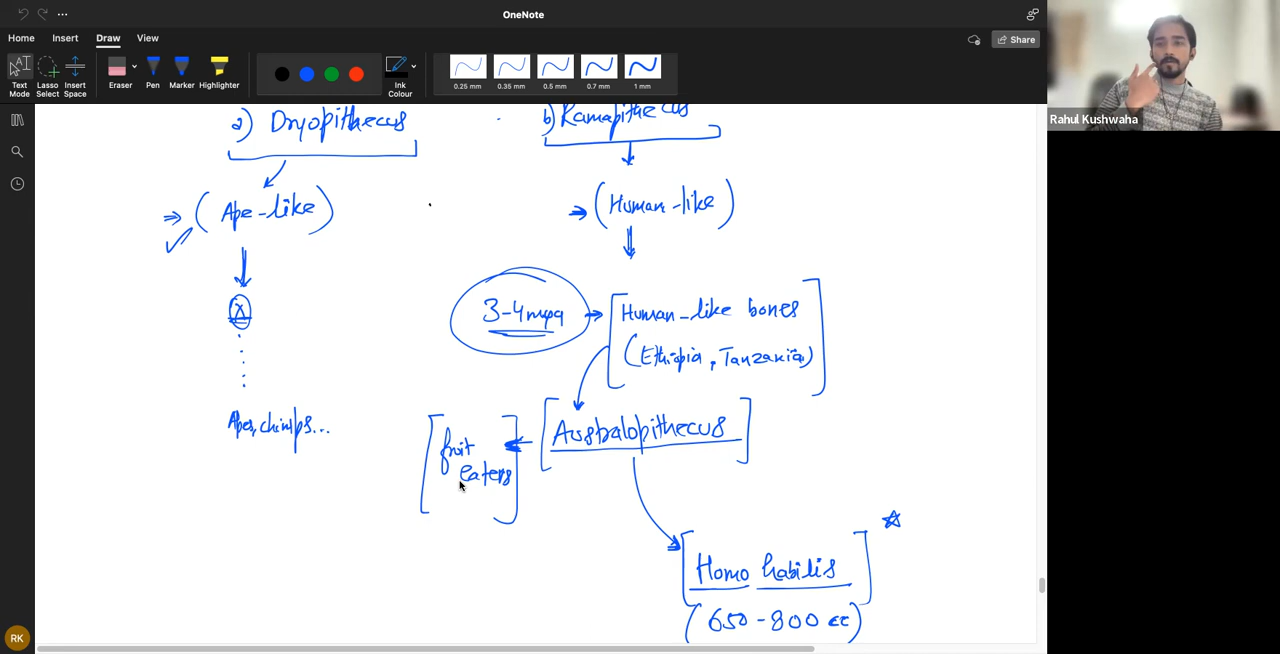 OneNote
Home Insert Draw View
Share
Text Mode
Lasso Select
Insert Space
Eraser
Pen
Marker
Highlighter
Ink Colour
0.25 mm
0.35 mm
0.5 mm
0.7 mm
1 mm
Rahul Kushwaha
a) Dryopithecus
b) Ramapithecus
(Ape-like)
(Human-like)
X
3-4 mya
Human-like bones
(Ethiopia, Tanzania)
Apes, chimps...
fruit
eaters
Australopithecus
Homo habilis
(650-800 cc)
RK